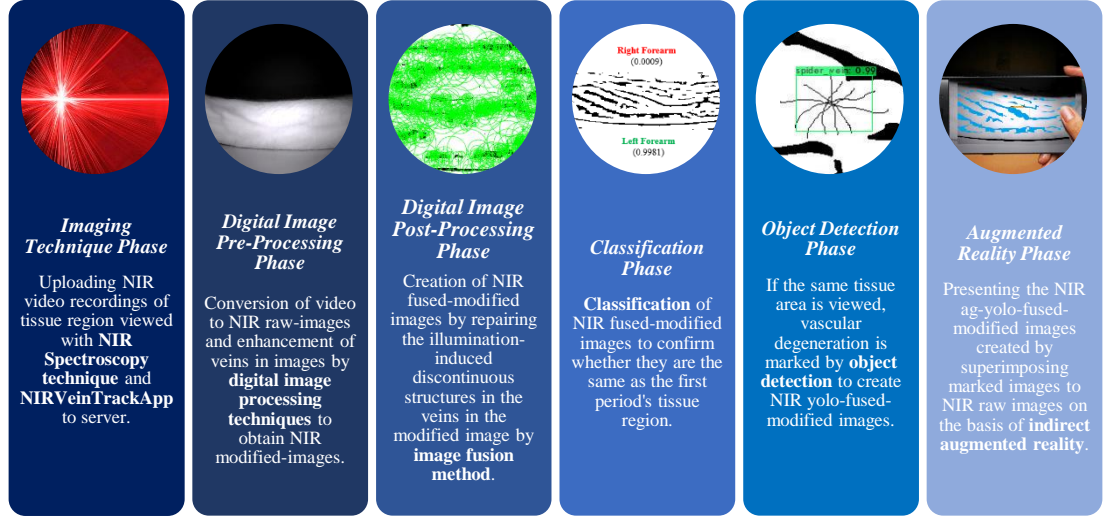 Imaging
Technique Phase
Uploading NIR
video recordings of
tissue region viewed
with NIR
Spectroscopy
technique and
NIRVeinTrackApp
to server.
Digital Image
Pre-Processing
Phase
Conversion of video
to NIR raw-images
and enhancement of
veins in images by
digital image
processing
techniques to
obtain NIR
modified-images.
Digital Image
Post-Processing
Phase
Creation of NIR
fused-modified
images by repairing
the illumination-
induced
discontinuous
structures in the
veins in the
modified image by
image fusion
method.
Right Forearm
(0.0009)
Left Forearm
(0.9981)
Classification
Phase
Classification of
NIR fused-modified
images to confirm
whether they are the
same as the first
period's tissue
region.
spider_vein: 0.99
Object Detection
Phase
If the same tissue
area is viewed,
vascular
degeneration is
marked by object
detection to create
NIR yolo-fused-
modified images.
Augmented
Reality Phase
Presenting the NIR
ag-yolo-fused-
modified images
created by
superimposing
marked images to
NIR raw images on
the basis of indirect
augmented reality.